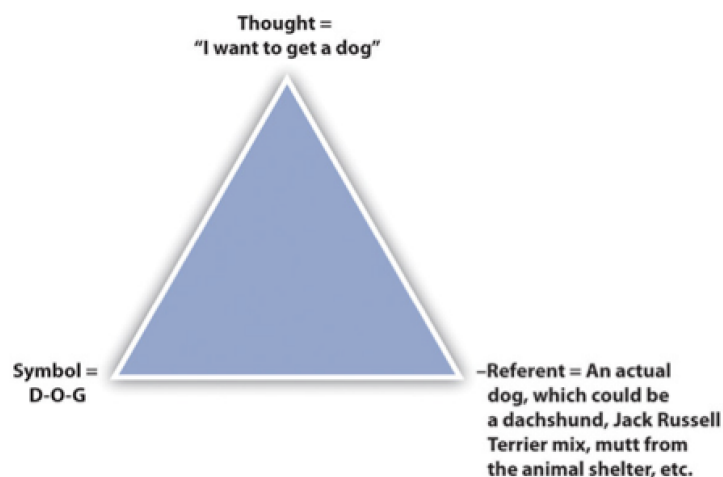 Thought =
“I want to get a dog”
Symbol =
D-O-G
–Referent = An actual
dog, which could be
a dachshund, Jack Russell
Terrier mix, mutt from
the animal shelter, etc.